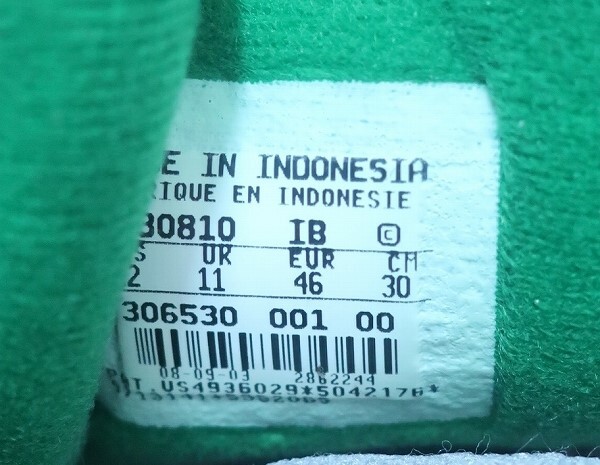 IN INDONESIA
EN INDONESIE
30810 IB ©
UK EUR CM
2 11 46 30
306530 001 00
08-09-03 2862244
PAT.US4936029*5042176*